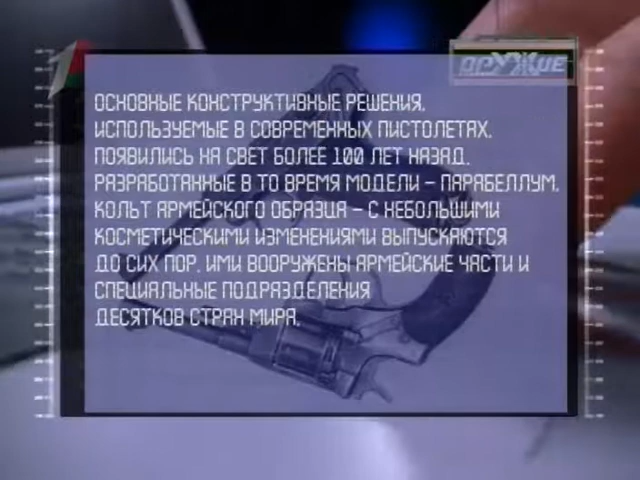 ОРУЖИЕ
ОСНОВНЫЕ КОНСТРУКТИВНЫЕ РЕШЕНИЯ,
ИСПОЛЬЗУЕМЫЕ В СОВРЕМЕННЫХ ПИСТОЛЕТАХ,
ПОЯВИЛИСЬ НА СВЕТ БОЛЕЕ 100 ЛЕТ НАЗАД.
РАЗРАБОТАННЫЕ В ТО ВРЕМЯ МОДЕЛИ – ПАРАБЕЛЛУМ,
КОЛЬТ АРМЕЙСКОГО ОБРАЗЦА – С НЕБОЛЬШИМИ
КОСМЕТИЧЕСКИМИ ИЗМЕНЕНИЯМИ ВЫПУСКАЮТСЯ
ДО СИХ ПОР. ИМИ ВООРУЖЕНЫ АРМЕЙСКИЕ ЧАСТИ И
СПЕЦИАЛЬНЫЕ ПОДРАЗДЕЛЕНИЯ
ДЕСЯТКОВ СТРАН МИРА.